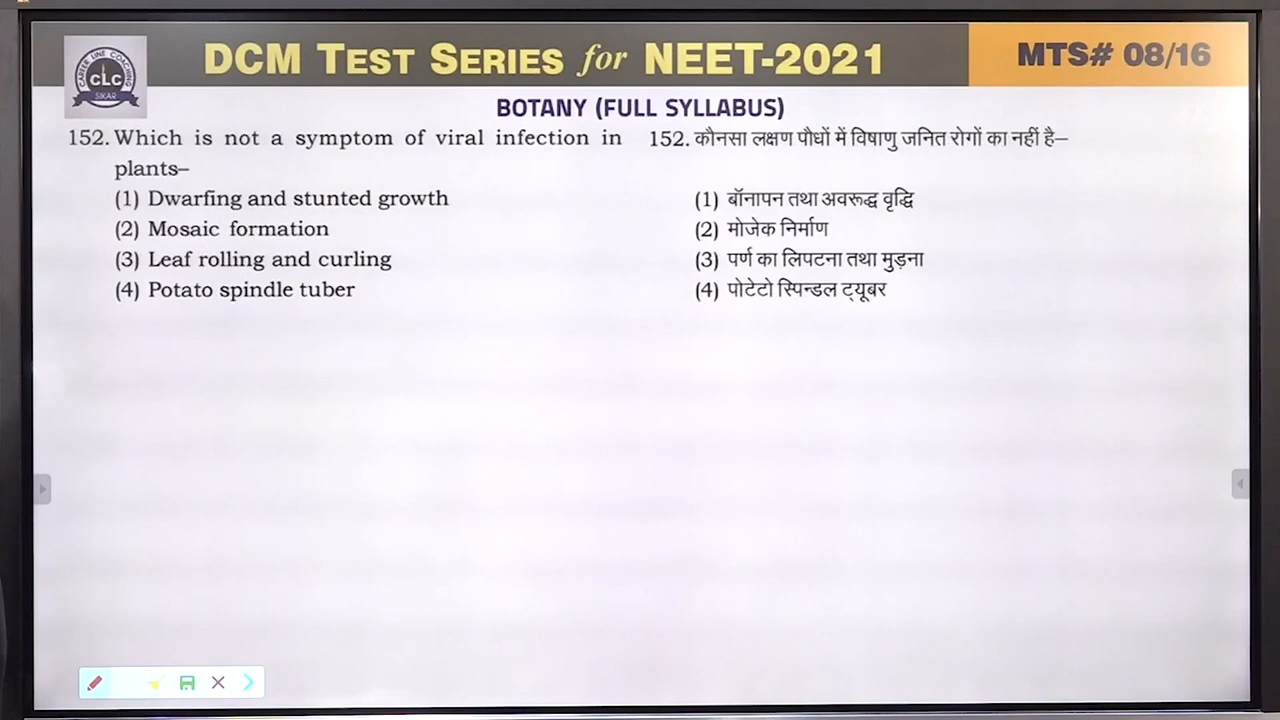 CAREER LINE COACHING
CLC
SIKAR
DCM TEST SERIES for NEET-2021
MTS# 08/16
BOTANY (FULL SYLLABUS)
152. Which is not a symptom of viral infection in
plants–
(1) Dwarfing and stunted growth
(2) Mosaic formation
(3) Leaf rolling and curling
(4) Potato spindle tuber
152. कौनसा लक्षण पौधों में विषाणु जनित रोगों का नहीं है–
(1) बॉनापन तथा अवरूद्ध वृद्धि
(2) मोजेक निर्माण
(3) पर्ण का लिपटना तथा मुड़ना
(4) पोटेटो स्पिन्डल ट्यूबर